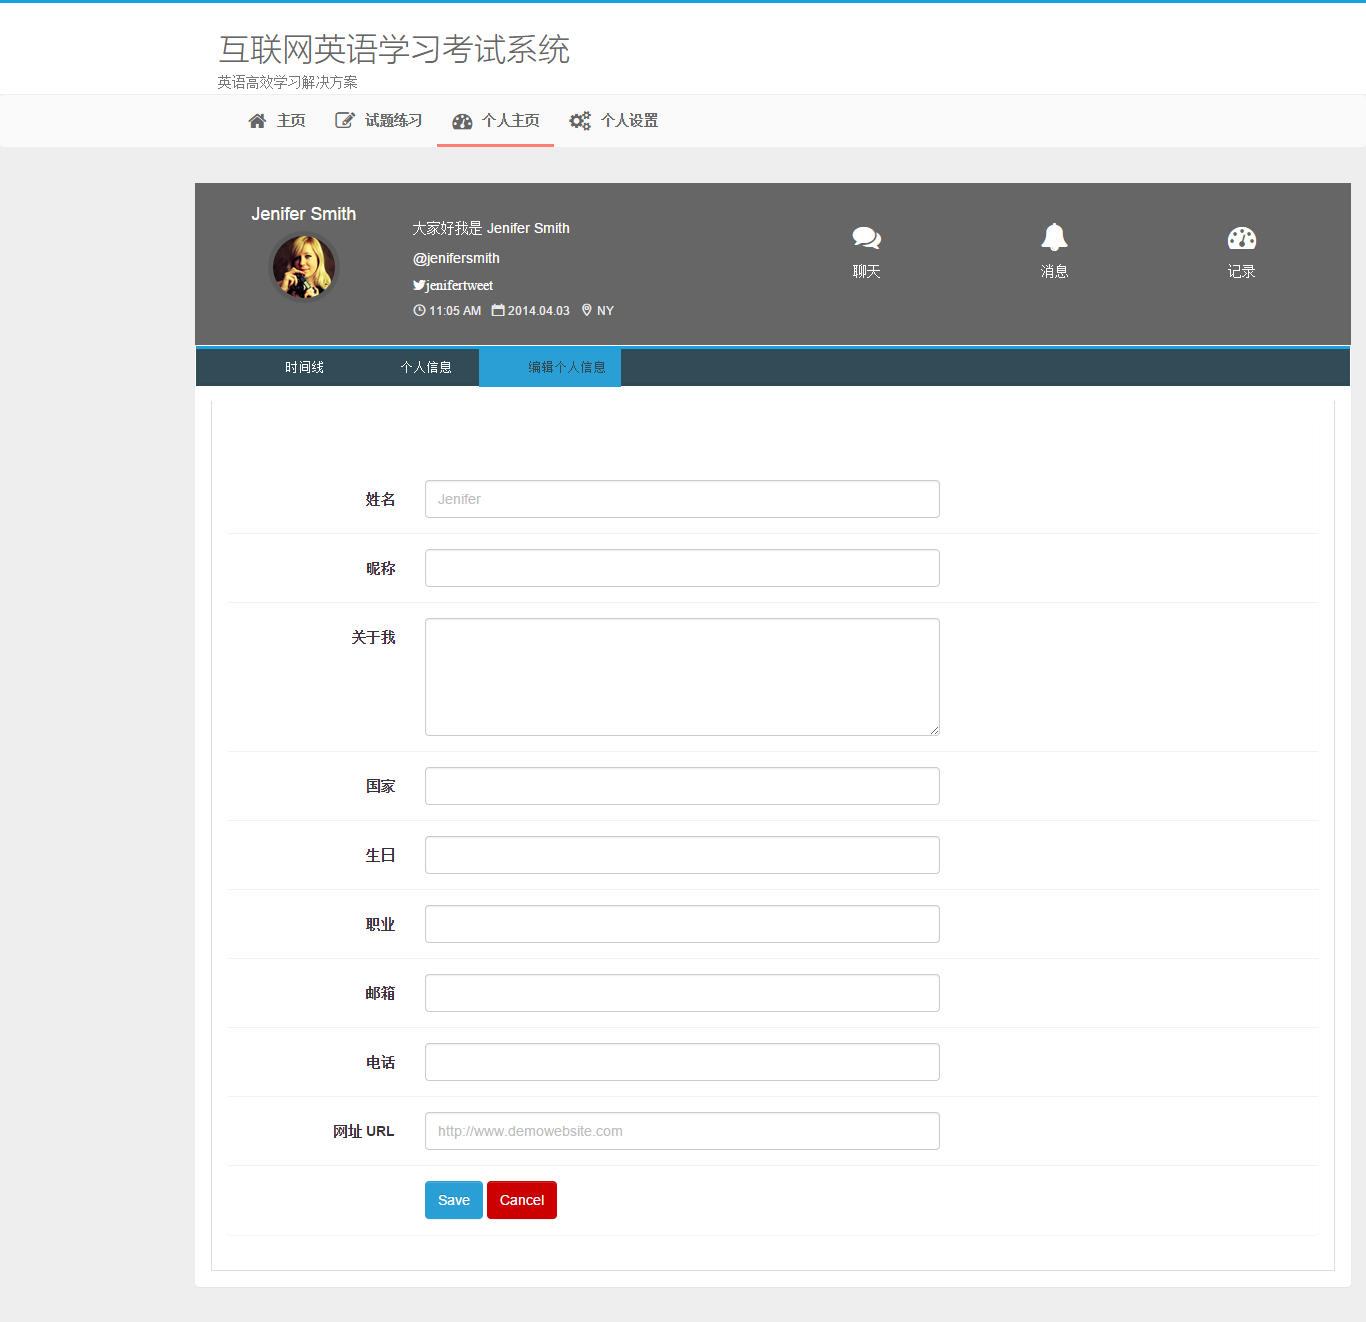 互联网英语学习考试系统
英语高效学习解决方案
主页 试题练习 个人主页 个人设置
Jenifer Smith
大家好我是 Jenifer Smith
@jenifersmith
jenifertweet
11:05 AM 2014.04.03 NY
聊天 消息 记录
时间线 个人信息 编辑个人信息
姓名 Jenifer
昵称
关于我
国家
生日
职业
邮箱
电话
网址 URL http://www.demowebsite.com
Save Cancel